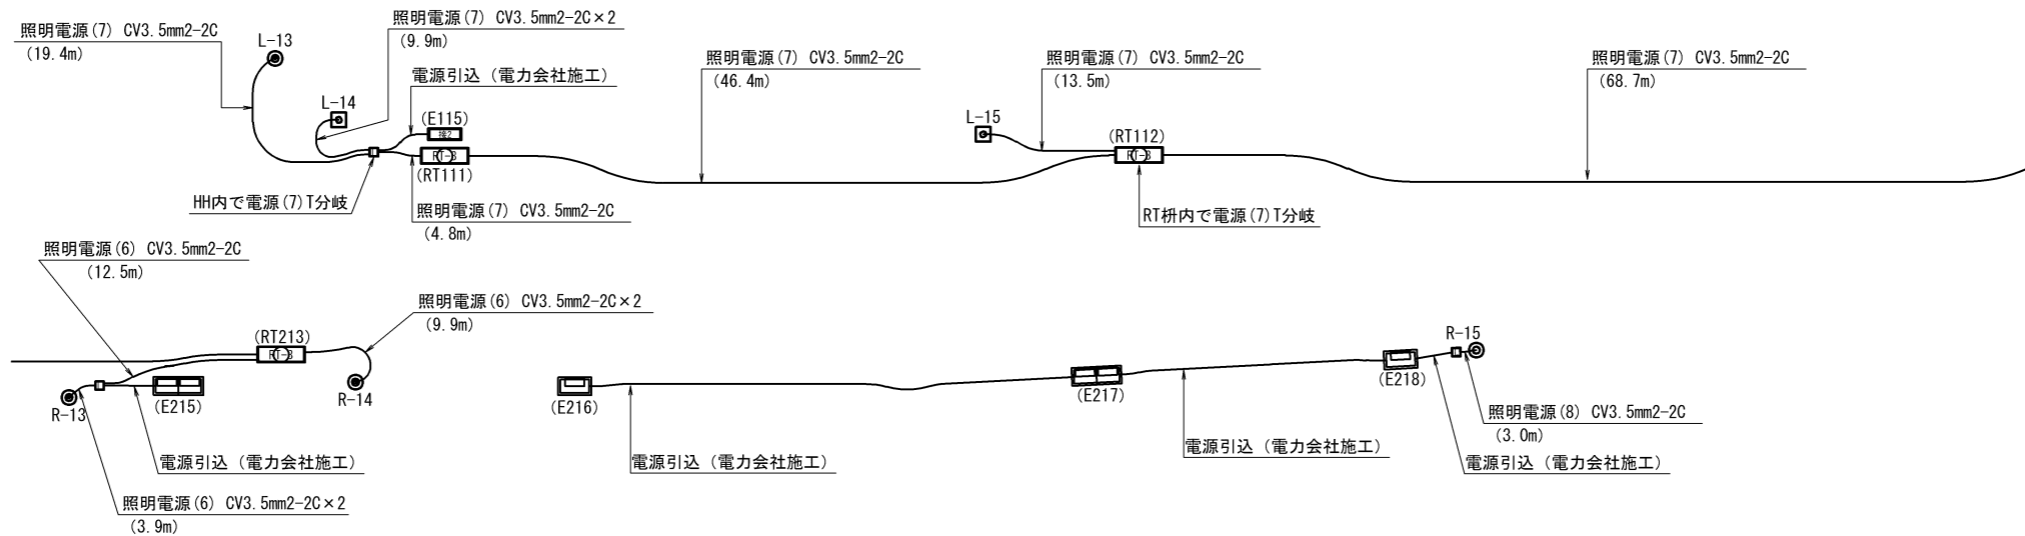 照明電源(7) CV3.5mm2-2C
(19.4m)
L-13
照明電源(7) CV3.5mm2-2C×2
(9.9m)
電源引込（電力会社施工）
L-14
(E115)
接2
RT-B
(RT111)
HH内で電源(7)T分岐
照明電源(7) CV3.5mm2-2C
(4.8m)
照明電源(7) CV3.5mm2-2C
(46.4m)
L-15
照明電源(7) CV3.5mm2-2C
(13.5m)
(RT112)
RT-B
RT枡内で電源(7)T分岐
照明電源(7) CV3.5mm2-2C
(68.7m)
照明電源(6) CV3.5mm2-2C
(12.5m)
(RT213)
RT-B
照明電源(6) CV3.5mm2-2C×2
(9.9m)
R-13
(E215)
R-14
電源引込（電力会社施工）
照明電源(6) CV3.5mm2-2C×2
(3.9m)
(E216)
電源引込（電力会社施工）
(E217)
電源引込（電力会社施工）
(E218)
R-15
照明電源(8) CV3.5mm2-2C
(3.0m)
電源引込（電力会社施工）